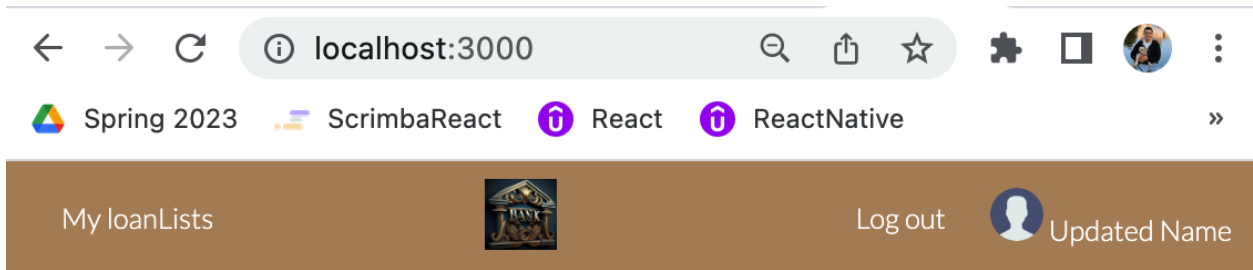 localhost:3000
Spring 2023 ScrimbaReact React ReactNative »
My loanLists BANK Log out Updated Name